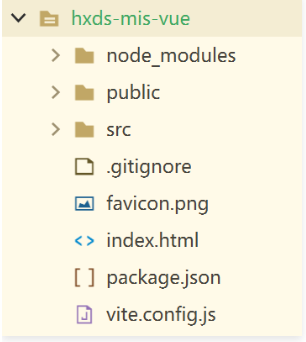 hxds-mis-vue
node_modules
public
src
.gitignore
favicon.png
index.html
package.json
vite.config.js